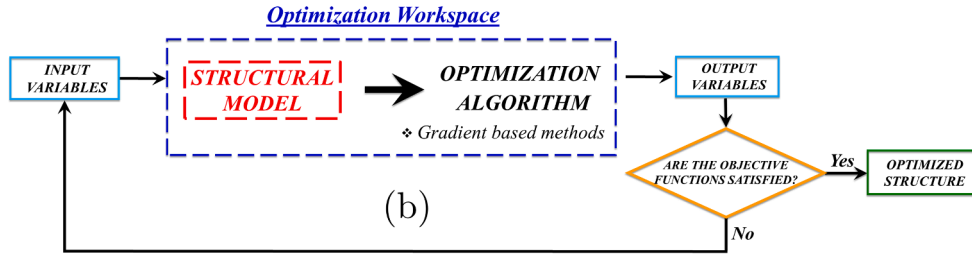 Optimization Workspace
INPUT
VARIABLES
STRUCTURAL
MODEL
OPTIMIZATION
ALGORITHM
❖ Gradient based methods
OUTPUT
VARIABLES
ARE THE OBJECTIVE
FUNCTIONS SATISFIED?
Yes
OPTIMIZED
STRUCTURE
No
(b)